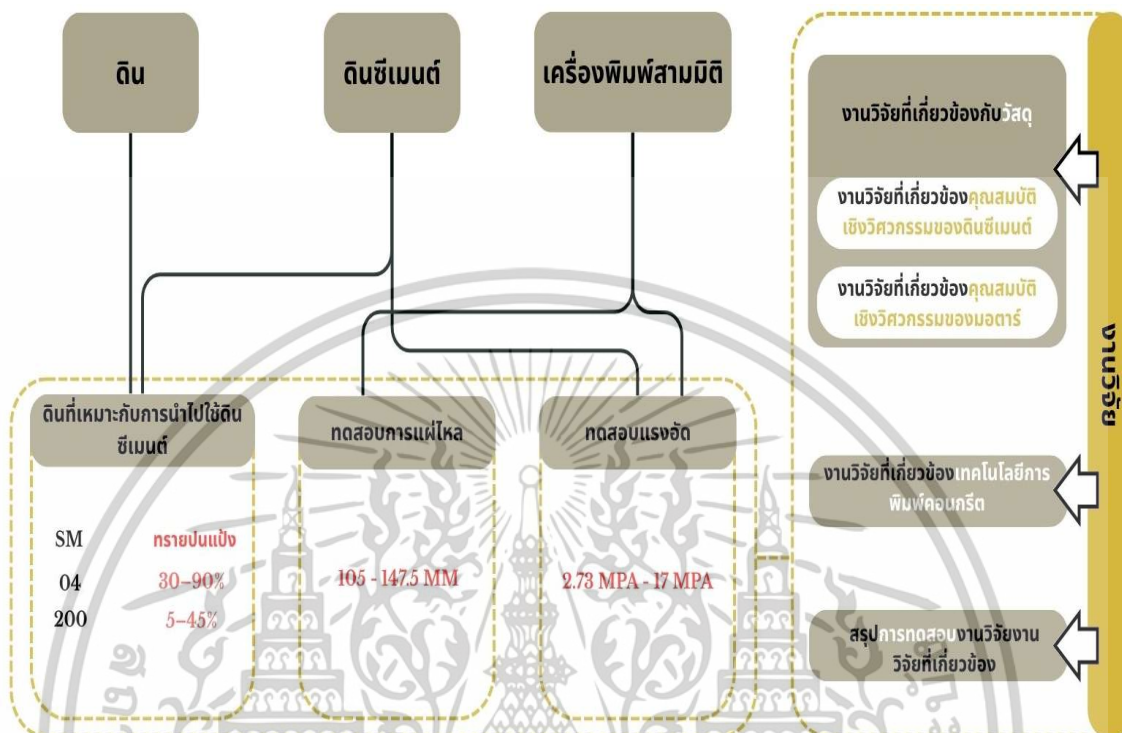 ดิน
ดินซีเมนต์
เครื่องพิมพ์สามมิติ
ดินที่เหมาะกับการนำไปใช้ดิน
ซีเมนต์
SM ทรายปนแป้ง
04 30–90%
200 5–45%
ทดสอบการแผ่ไหล
105 - 147.5 MM
ทดสอบแรงอัด
2.73 MPA - 17 MPA
งานวิจัยที่เกี่ยวข้องกับวัสดุ
งานวิจัยที่เกี่ยวข้องคุณสมบัติ
เชิงวิศวกรรมของดินซีเมนต์
งานวิจัยที่เกี่ยวข้องคุณสมบัติ
เชิงวิศวกรรมของมอตาร์
งานวิจัยที่เกี่ยวข้องเทคโนโลยีการ
พิมพ์คอนกรีต
สรุปการทดสอบงานวิจัยงาน
วิจัยที่เกี่ยวข้อง
งานวิจัย